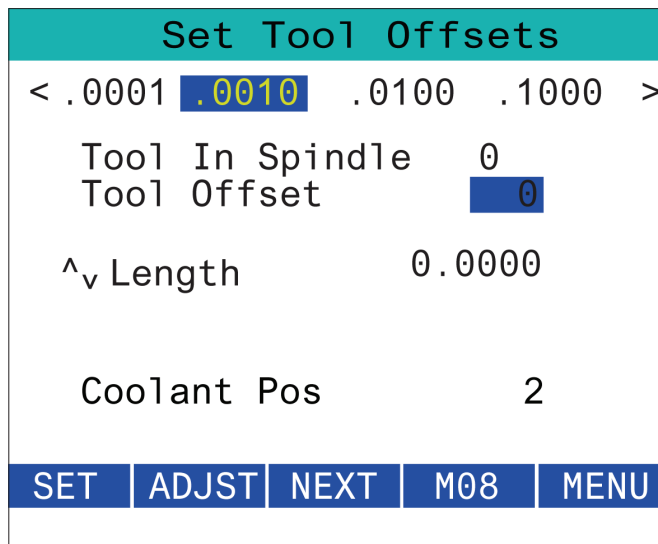 Set Tool Offsets
< .0001 .0010 .0100 .1000 >
Tool In Spindle 0
Tool Offset 0
^v Length 0.0000
Coolant Pos 2
SET ADJST NEXT M08 MENU